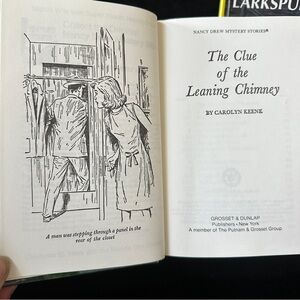 LARKSPU
NANCY DREW MYSTERY STORIES®
The Clue
of the
Leaning Chimney
BY CAROLYN KEENE
A man was stepping through a panel in the
rear of the closet
GROSSET & DUNLAP
Publishers • New York
A member of The Putnam & Grosset Group